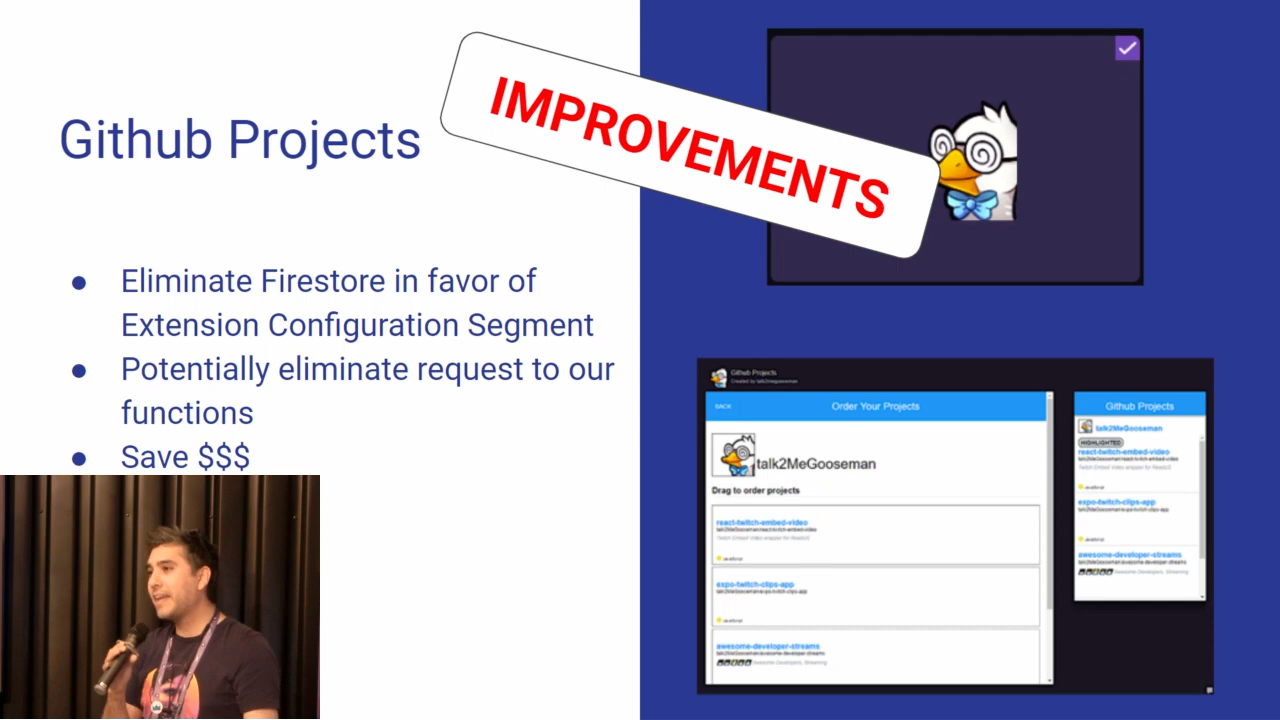 IMPROVEMENTS
Github Projects
● Eliminate Firestore in favor of
Extension Configuration Segment
● Potentially eliminate request to our
functions
● Save $$$
Github Projects
Created by talk2megooseman
BACK
Order Your Projects
talk2MeGooseman
Drag to order projects
react-twitch-embed-video
talk2MeGooseman/react-twitch-embed-video
Twitch Embed Video wrapper for ReactJS
JavaScript
expo-twitch-clips-app
talk2MeGooseman/expo-twitch-clips-app
JavaScript
awesome-developer-streams
talk2MeGooseman/awesome-developer-streams
Awesome Developers, Streaming
Github Projects
talk2MeGooseman
HIGHLIGHTED
react-twitch-embed-video
talk2MeGooseman/react-twitch-embed-video
Twitch Embed Video wrapper for ReactJS
JavaScript
expo-twitch-clips-app
talk2MeGooseman/expo-twitch-clips-app
JavaScript
awesome-developer-streams
talk2MeGooseman/awesome-developer-streams
Awesome Developers, Streaming